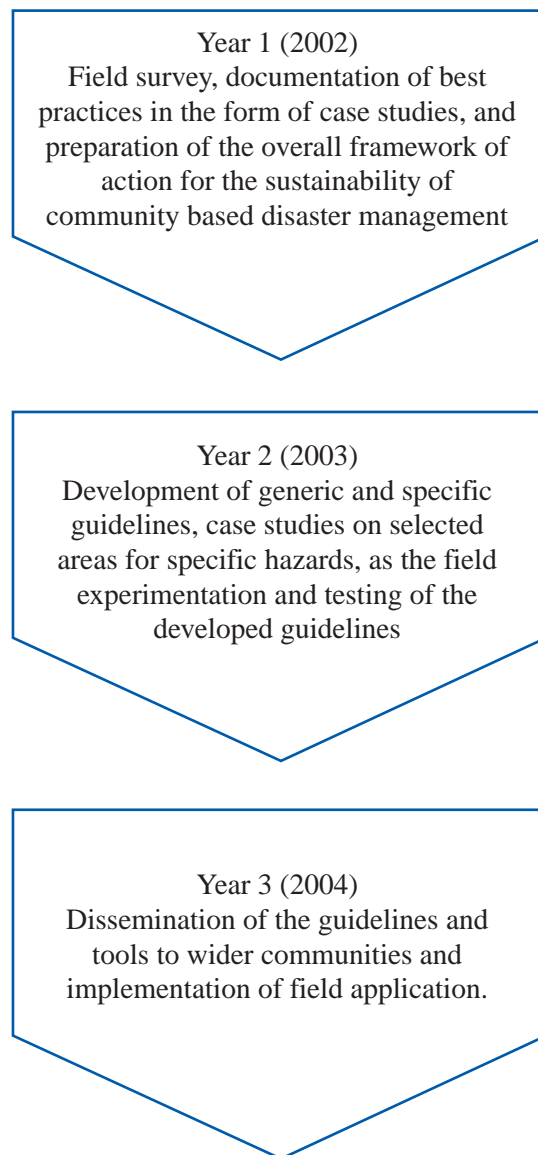 Year 1 (2002)
Field survey, documentation of best
practices in the form of case studies, and
preparation of the overall framework of
action for the sustainability of
community based disaster management
Year 2 (2003)
Development of generic and specific
guidelines, case studies on selected
areas for specific hazards, as the field
experimentation and testing of the
developed guidelines
Year 3 (2004)
Dissemination of the guidelines and
tools to wider communities and
implementation of field application.